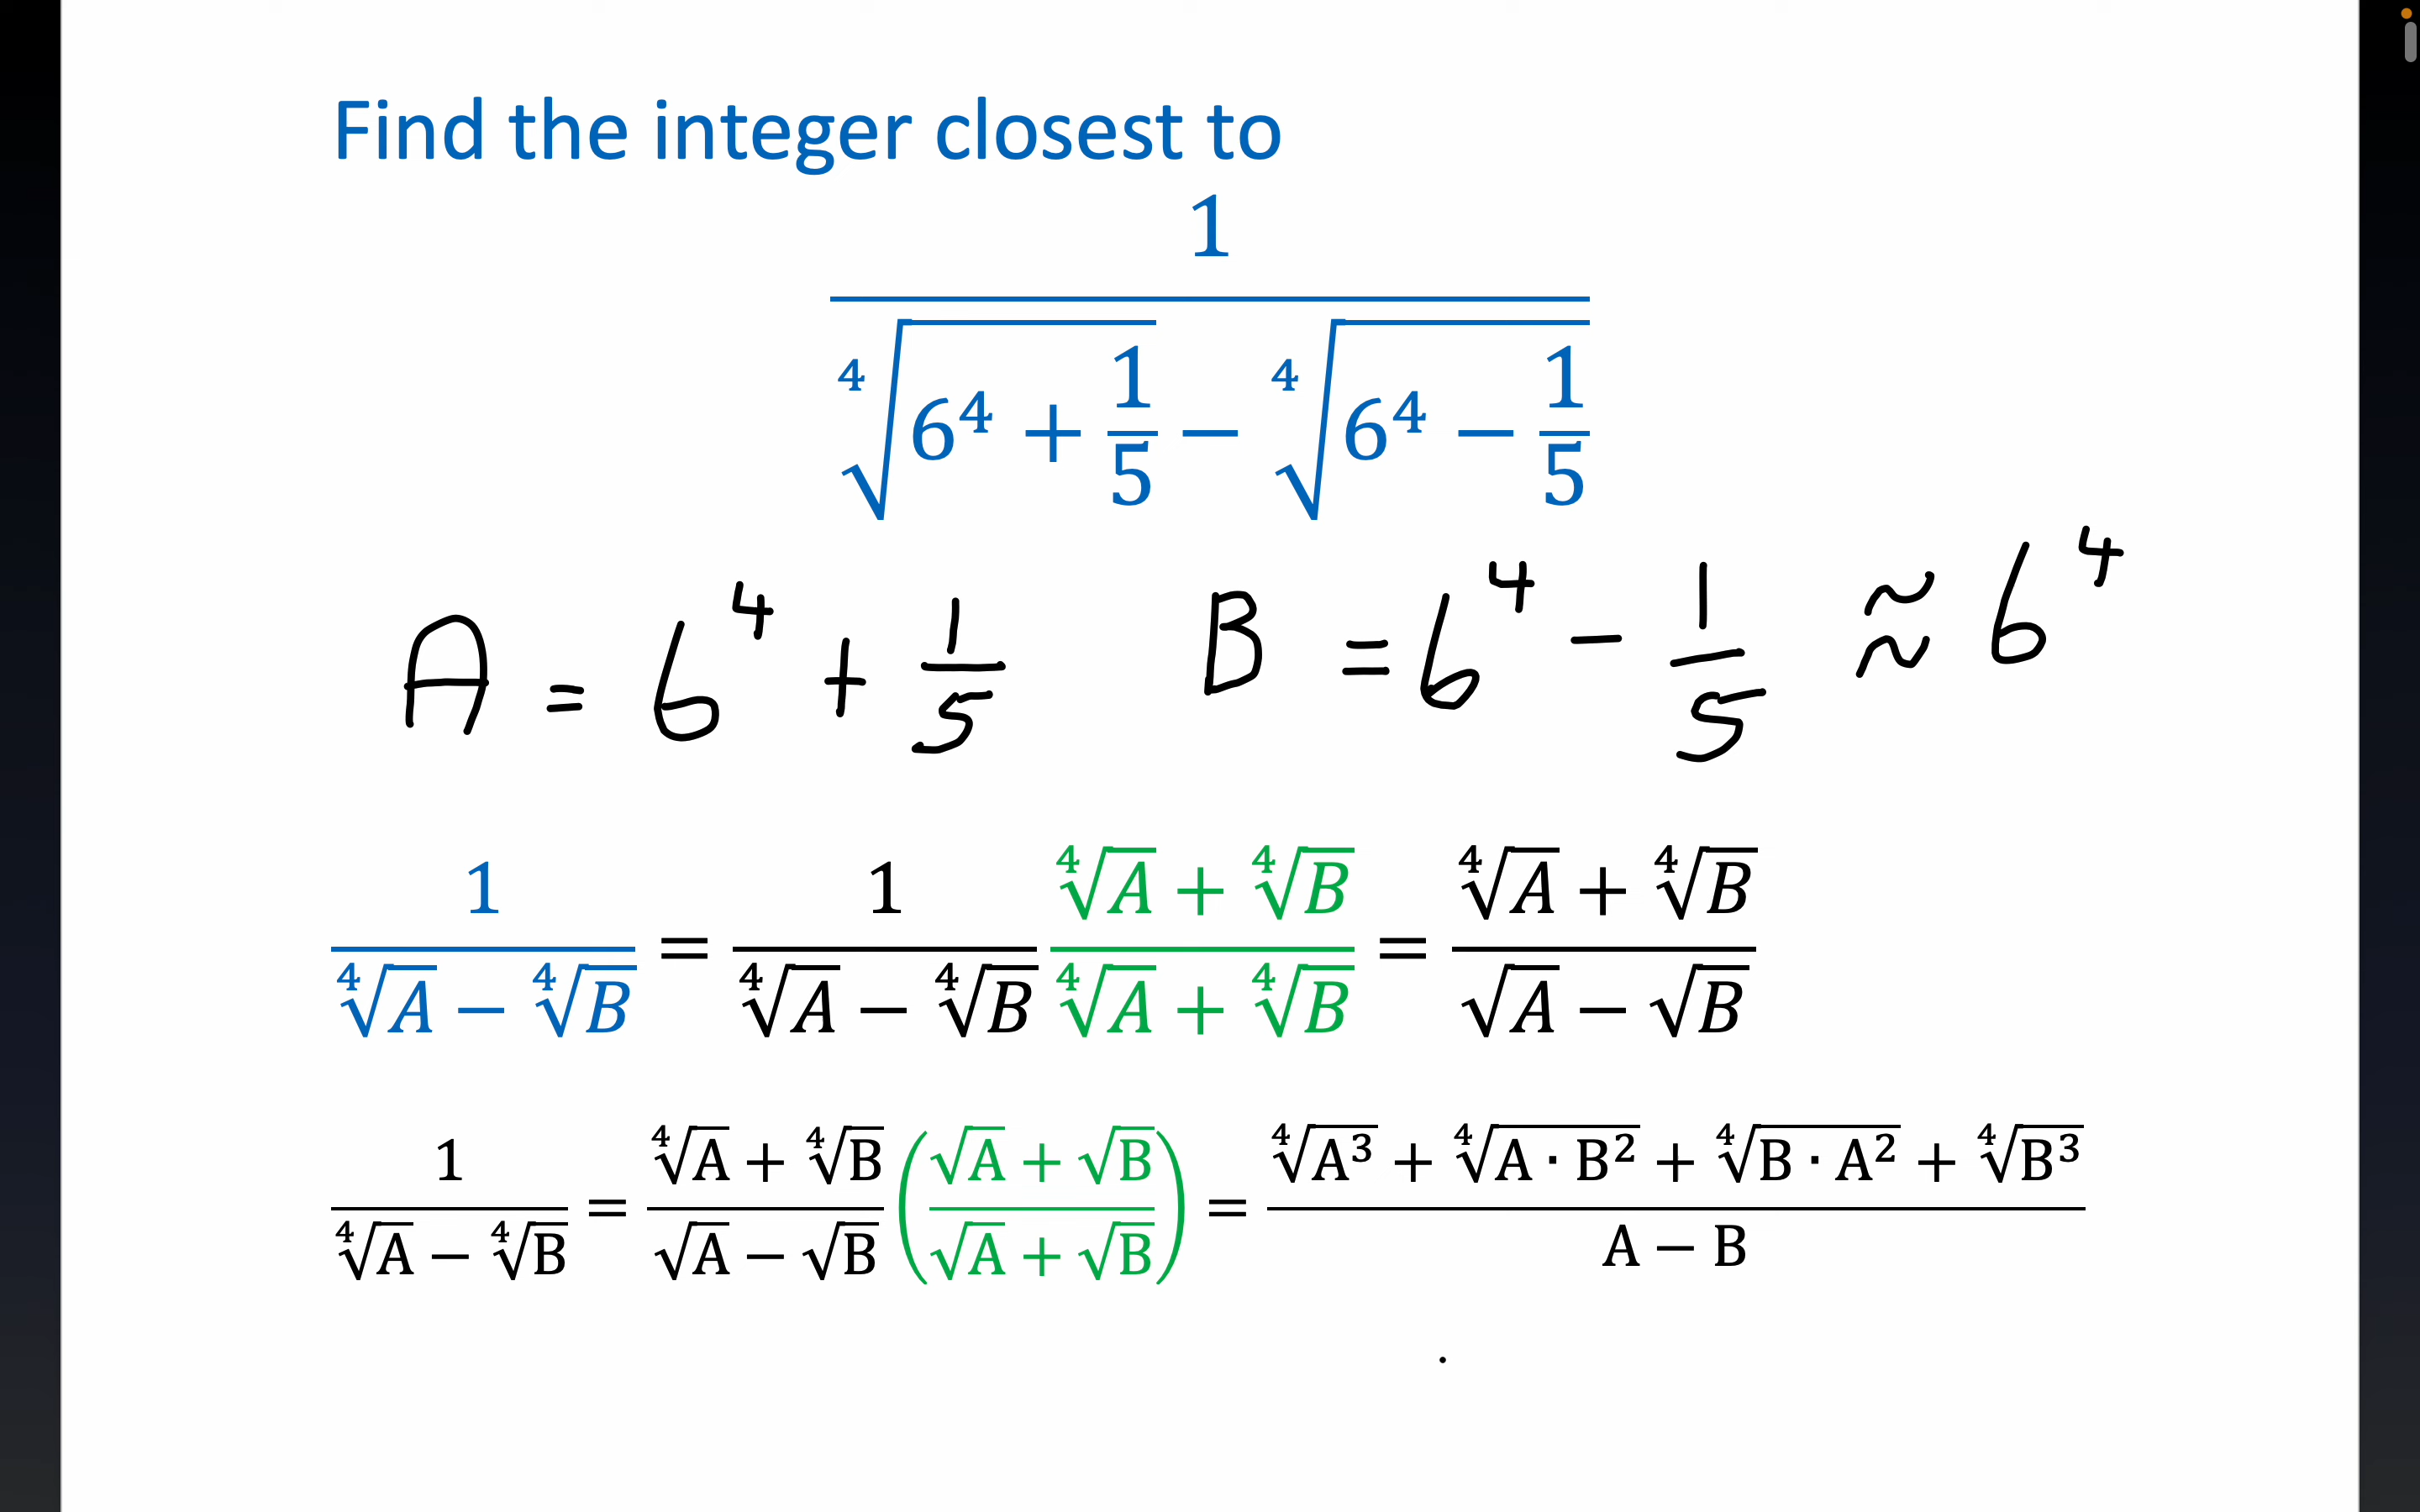 Find the integer closest to
1
∜(6⁴ + 1/5) − ∜(6⁴ − 1/5)
A = 6⁴ + 1/5   B = 6⁴ − 1/5 ≈ ≈ 6⁴
1/(∜A − ∜B) = 1/(∜A − ∜B) (∜A + ∜B)/(∜A + ∜B) = (∜A + ∜B)/(√A − √B)
1/(∜A − ∜B) = (∜A + ∜B)/(√A − √B) ((√A + √B)/(√A + √B)) = (∜A³ + ∜(A · B²) + ∜(B · A²) + ∜B³)/(A − B)